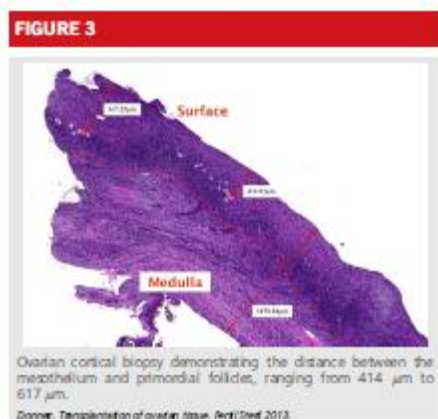 FIGURE 3
Surface
Medulla
Ovarian cortical biopsy demonstrating the distance between the
mesothelium and primordial follicles, ranging from 414 μm to
617 μm.
Donnez. Transplantation of ovarian tissue. Fertil Steril 2013.